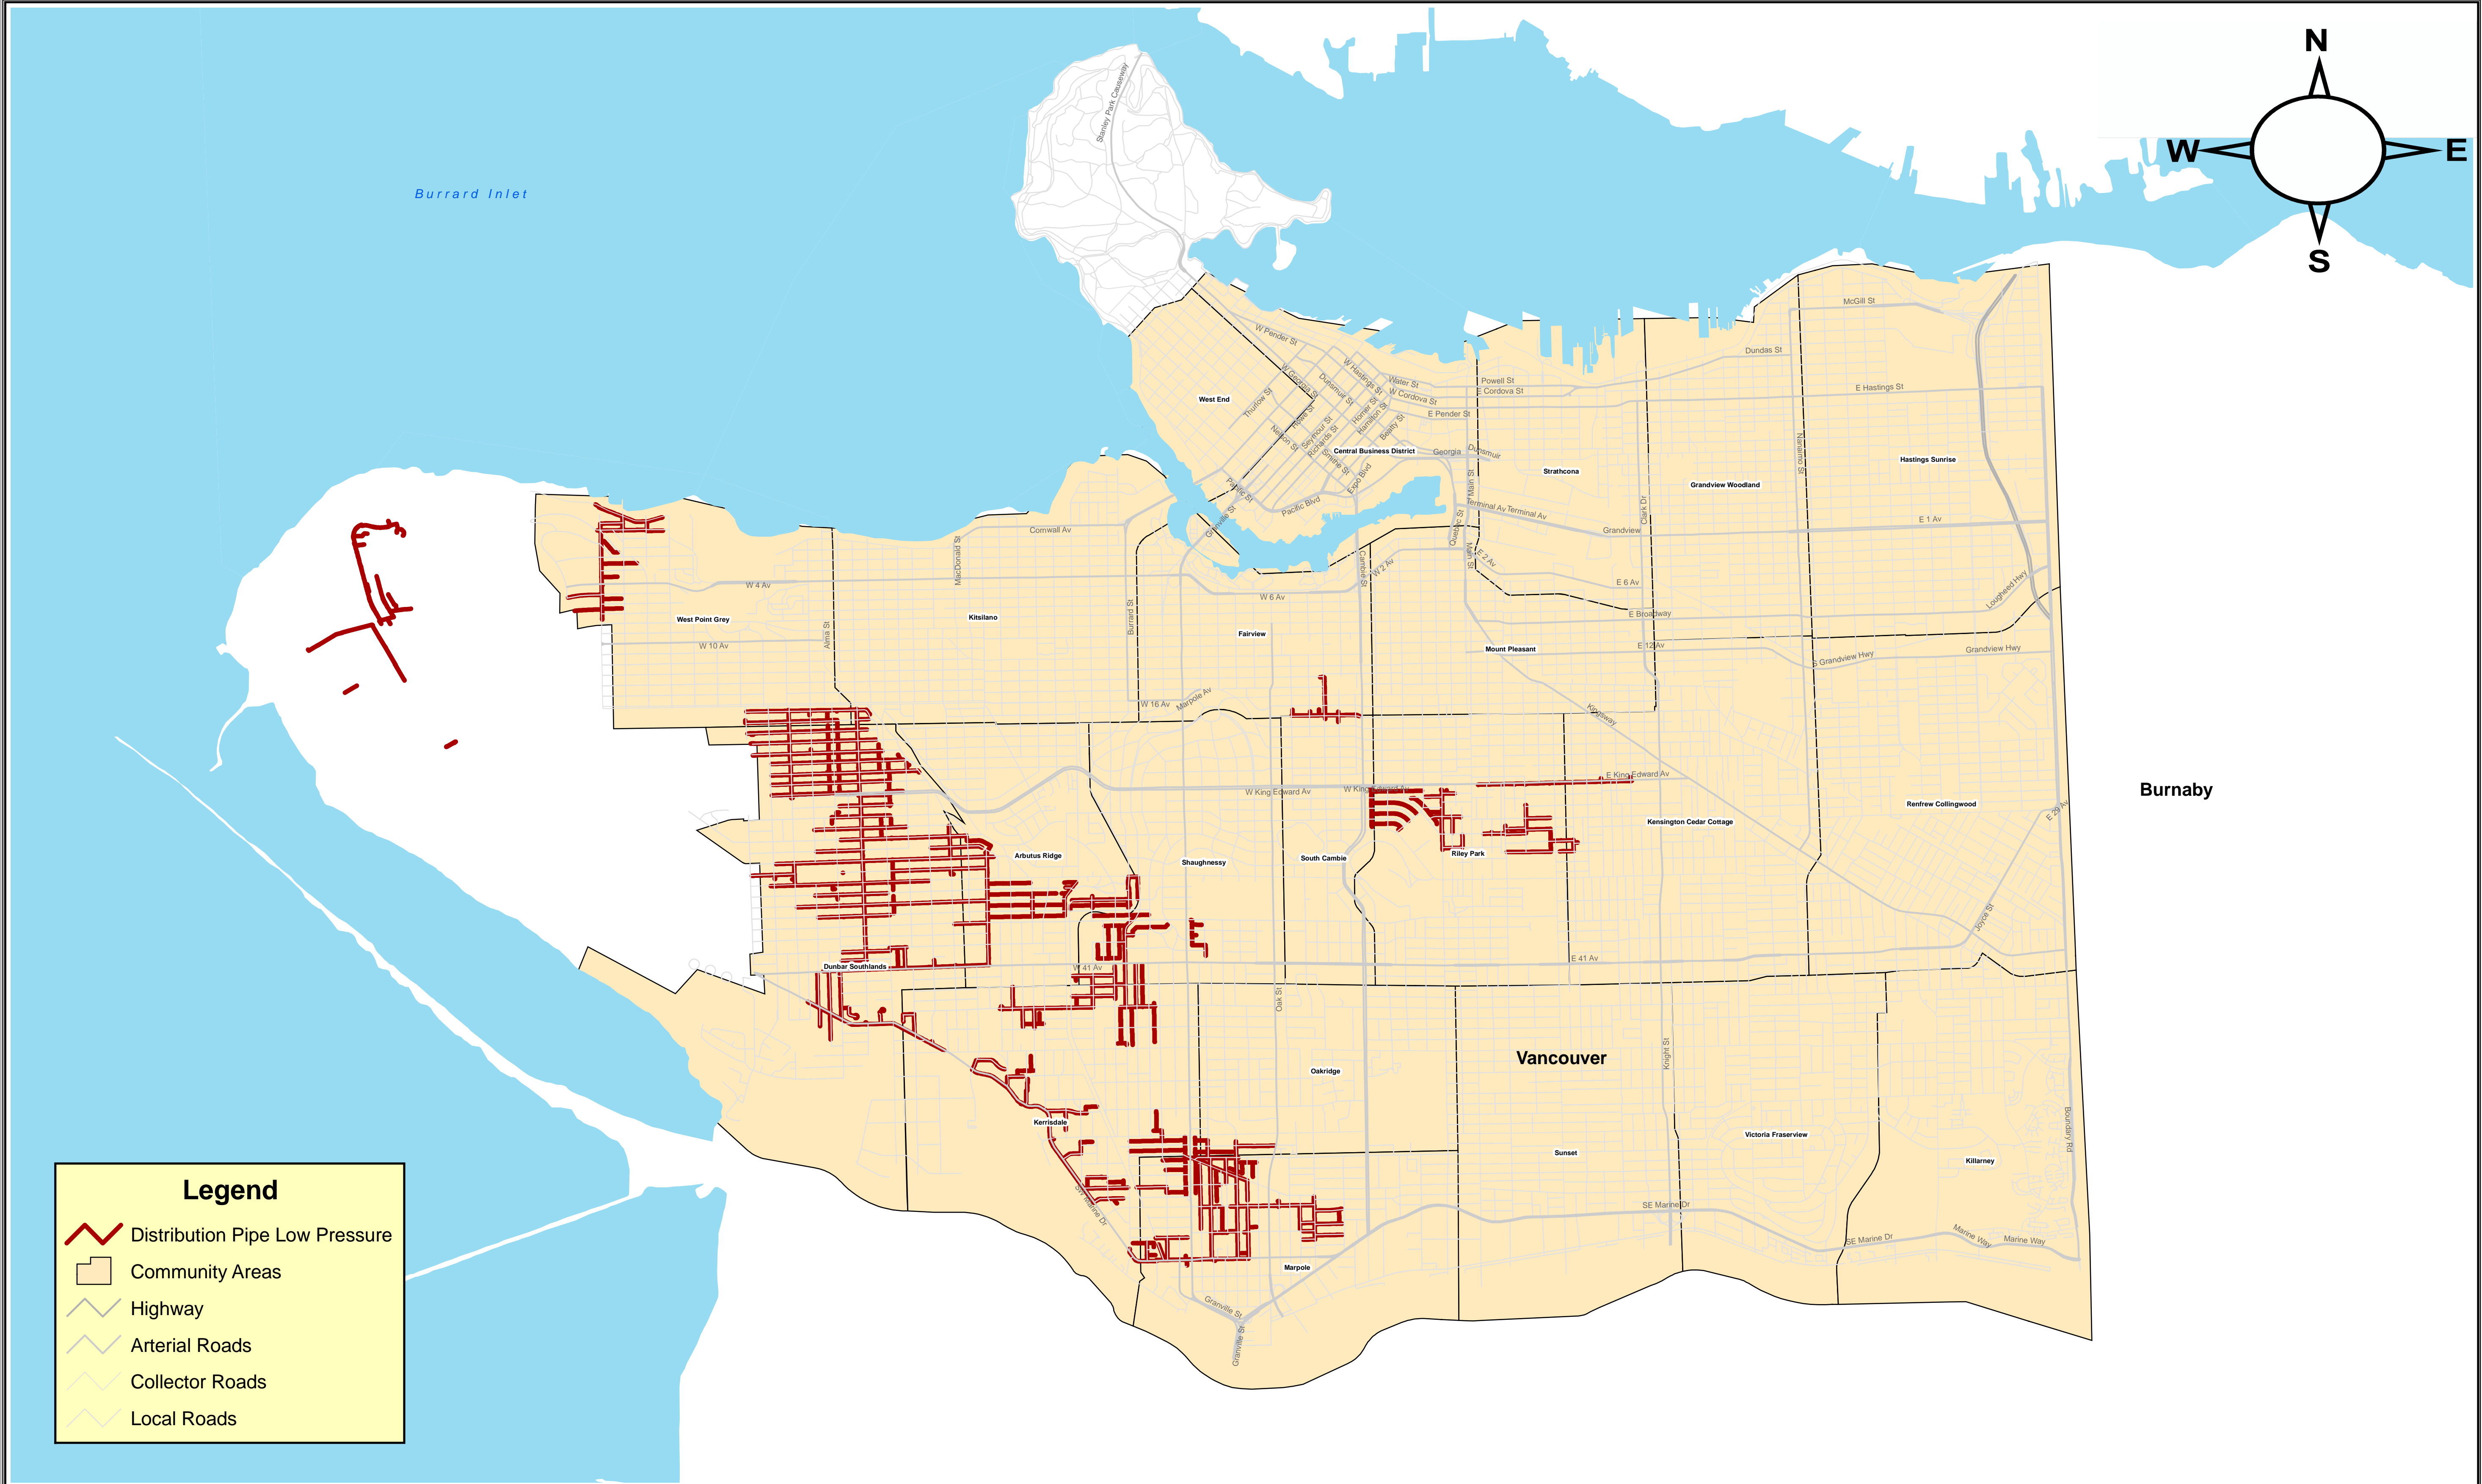 N
W
E
S
Burrard Inlet
Stanley Park Causeway
McGill St
W Pender St
Dundas St
W Georgia St
W Hastings St
Dunsmuir St
Water St
Powell St
E Cordova St
E Hastings St
W Cordova St
West End
Thurlow St
Howe St
Homer St
Hamilton St
E Pender St
Beatty St
Nelson St
Seymour St
Richards St
Smithe St
Central Business District
Georgia
Dunsmuir
Nanaimo St
Hastings Sunrise
Strathcona
Grandview Woodland
Expo Blvd
Main St
Pacific St
Pacific Blvd
Terminal Av
Terminal Av
Clark Dr
Granville St
Quebec St
Cornwall Av
Grandview
E 1 Av
MacDonald St
Main St
E 2 Av
Cambie St
W 2 Av
W 4 Av
E 6 Av
Lougheed Hwy
W 6 Av
E Broadway
West Point Grey
Kitsilano
Burrard St
Alma St
Fairview
W 10 Av
Mount Pleasant
E 12 Av
S Grandview Hwy
Grandview Hwy
W 16 Av
Marpole Av
Kingsway
E King Edward Av
W King Edward Av
W King Edward Av
Burnaby
Renfrew Collingwood
E 29 Av
Kensington Cedar Cottage
Arbutus Ridge
Shaughnessy
South Cambie
Riley Park
Joyce St
Dunbar Southlands
W 41 Av
E 41 Av
Oak St
Vancouver
Knight St
Oakridge
Kerrisdale
Boundary Rd
Victoria Fraserview
Sunset
Killarney
SW Marine Dr
SE Marine Dr
SE Marine Dr
Marine Way
Marine Way
Marpole
Granville St
Granville St
Legend
Distribution Pipe Low Pressure
Community Areas
Highway
Arterial Roads
Collector Roads
Local Roads